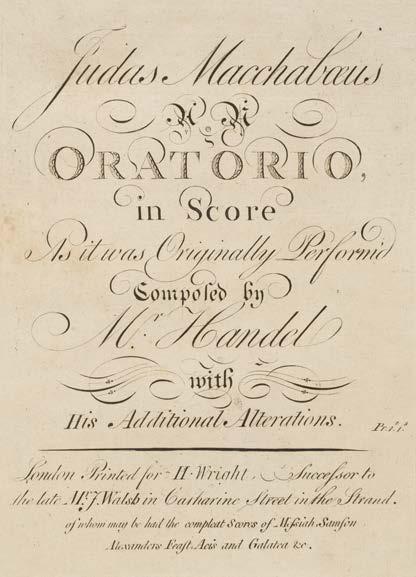 Judas Macchabæus
AN
ORATORIO,
in Score
As it was Originally Perform'd
Composed by
Mr. Handel
with
His Additional Alterations.
London Printed for H. Wright, Successor to
the late Mr. J. Walsh in Catharine Street in the Strand.
of whom may be had the compleat Scores of Messiah, Samson
Alexanders Feast, Acis and Galatea &c.